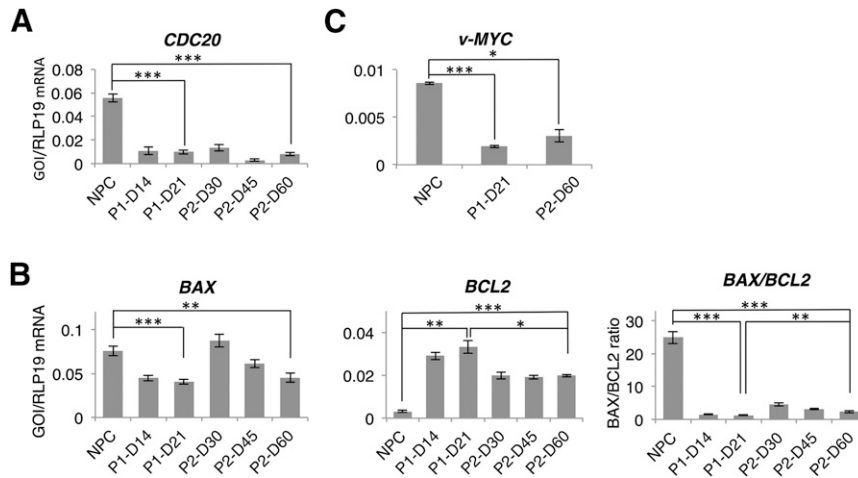 A
CDC20
***
***
GOI/RLP19 mRNA
0.08
0.06
0.04
0.02
0
NPC
P1-D14
P1-D21
P2-D30
P2-D45
P2-D60
C
v-MYC
*
***
0.01
0.005
0
NPC
P1-D21
P2-D60
B
BAX
**
***
GOI/RLP19 mRNA
0.1
0.05
0
NPC
P1-D14
P1-D21
P2-D30
P2-D45
P2-D60
BCL2
***
** *
0.04
0.02
0
NPC
P1-D14
P1-D21
P2-D30
P2-D45
P2-D60
BAX/BCL2
***
*** **
BAX/BCL2 ratio
30
20
10
0
NPC
P1-D14
P1-D21
P2-D30
P2-D45
P2-D60